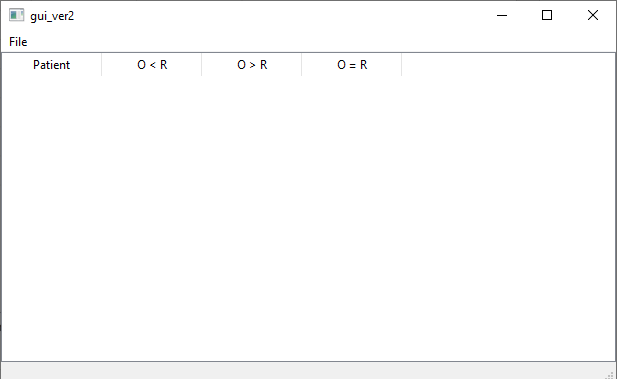 gui_ver2
File
Patient O < R O > R O = R